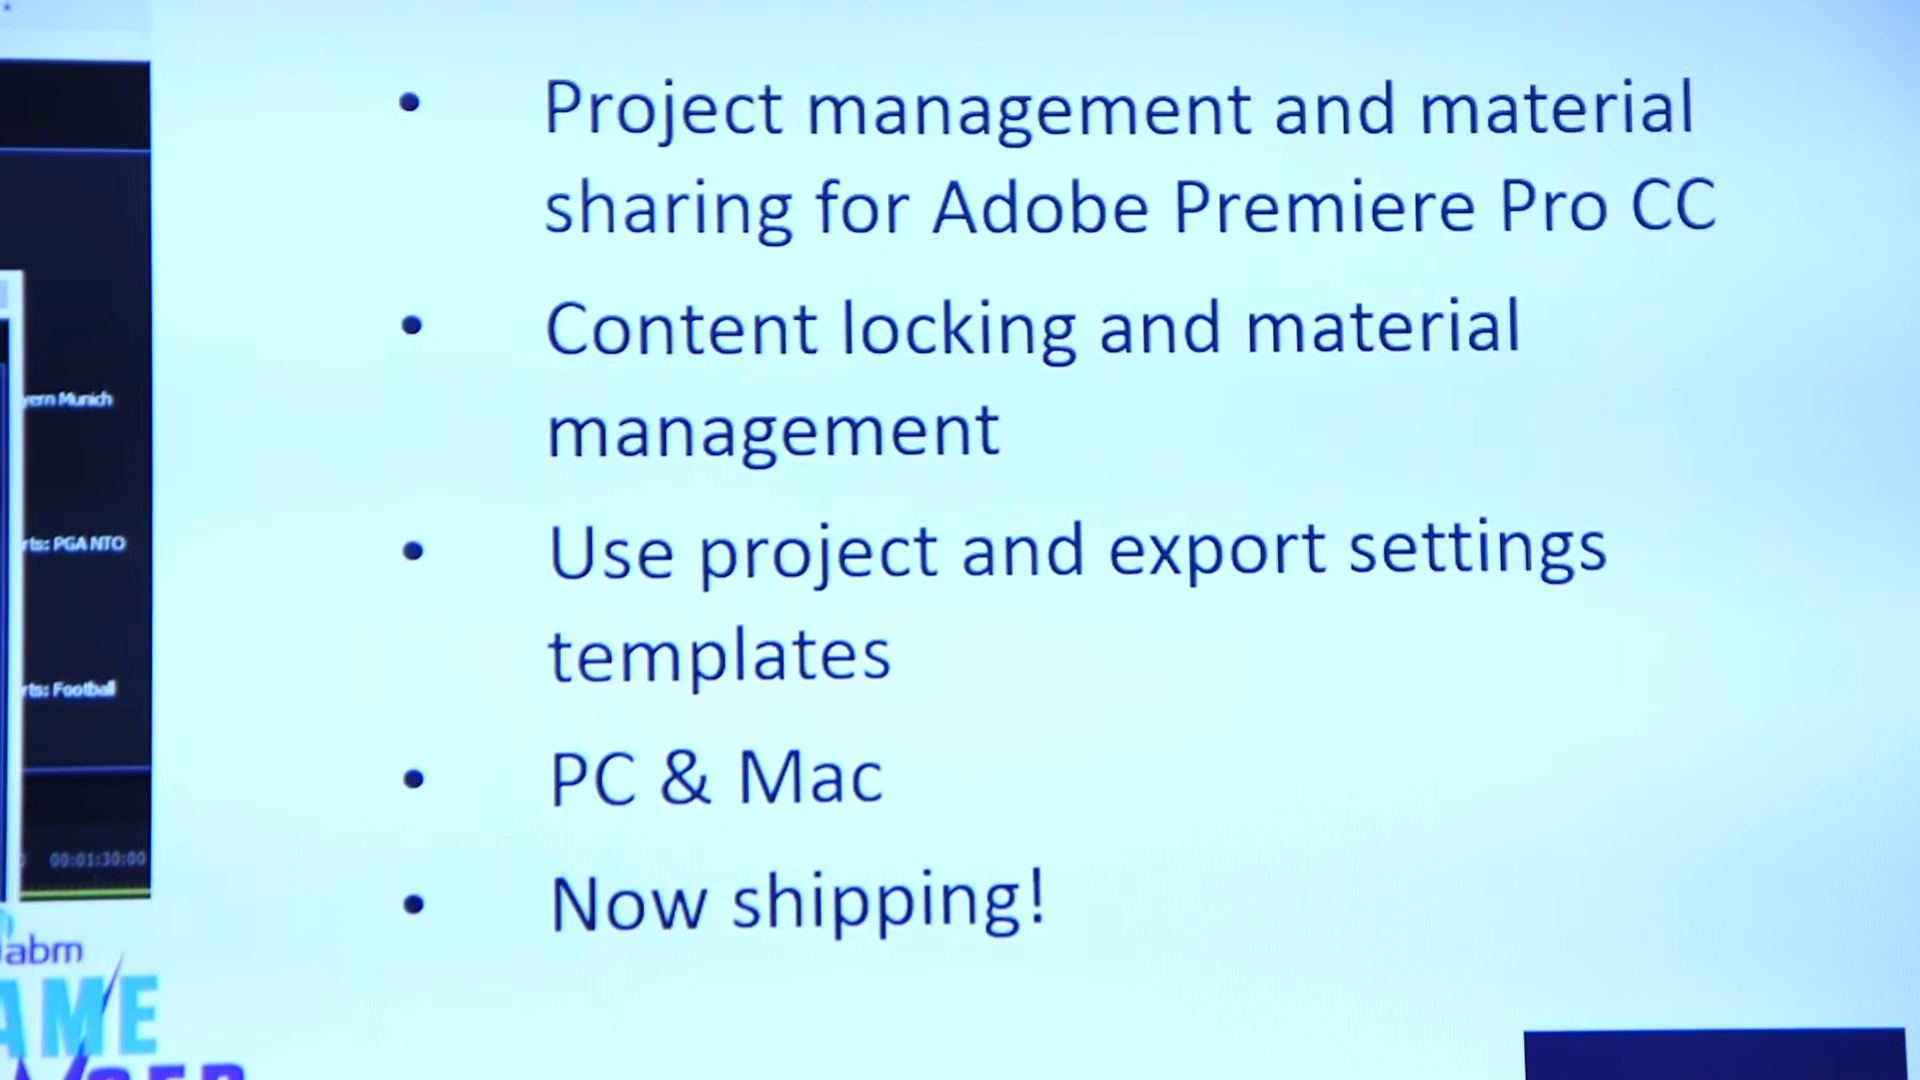 Project management and material
sharing for Adobe Premiere Pro CC
Content locking and material
management
Use project and export settings
templates
PC & Mac
Now shipping!
yern Munich
rts: PGA NTO
rts: Football
00:01:30:00
abm
AME